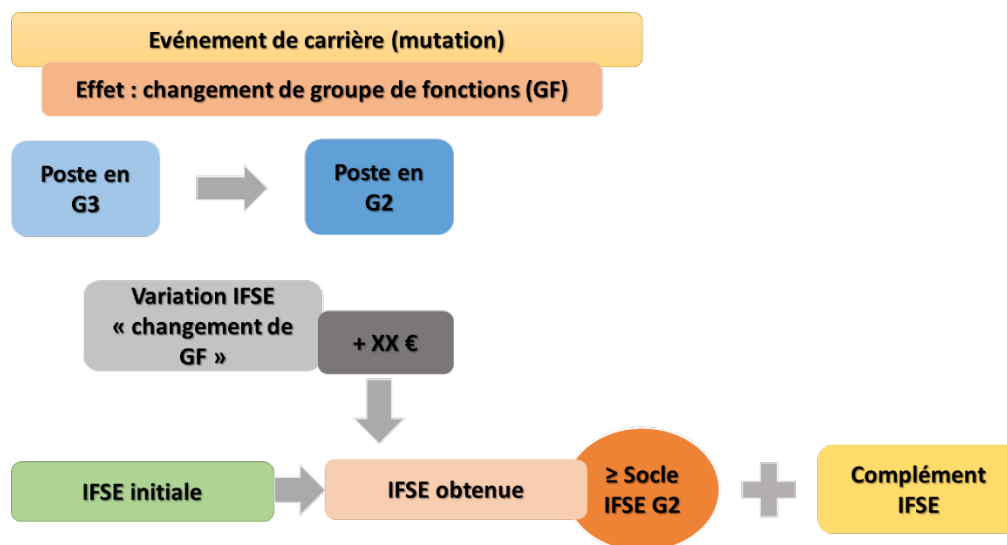 Evénement de carrière (mutation)
Effet : changement de groupe de fonctions (GF)
Poste en
G3
Poste en
G2
Variation IFSE
« changement de
GF »
+ XX €
IFSE initiale
IFSE obtenue
≥ Socle
IFSE G2
Complément
IFSE